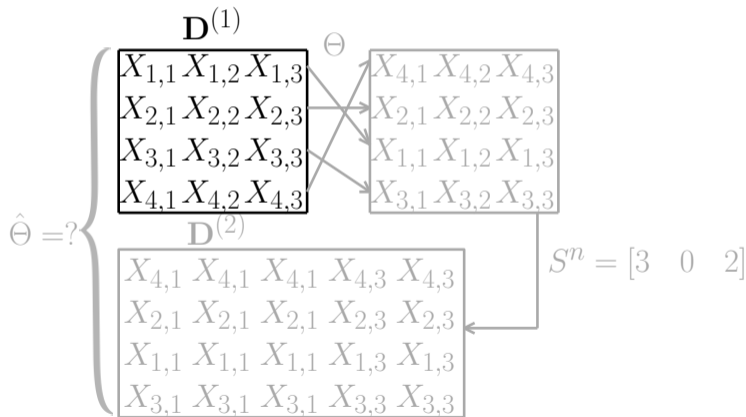 D^{(1)}
Θ
X_{1,1} X_{1,2} X_{1,3}
X_{2,1} X_{2,2} X_{2,3}
X_{3,1} X_{3,2} X_{3,3}
X_{4,1} X_{4,2} X_{4,3}
X_{4,1} X_{4,2} X_{4,3}
X_{2,1} X_{2,2} X_{2,3}
X_{1,1} X_{1,2} X_{1,3}
X_{3,1} X_{3,2} X_{3,3}
\hat{Θ} =?
D^{(2)}
S^n = [3 0 2]
X_{4,1} X_{4,1} X_{4,1} X_{4,3} X_{4,3}
X_{2,1} X_{2,1} X_{2,1} X_{2,3} X_{2,3}
X_{1,1} X_{1,1} X_{1,1} X_{1,3} X_{1,3}
X_{3,1} X_{3,1} X_{3,1} X_{3,3} X_{3,3}